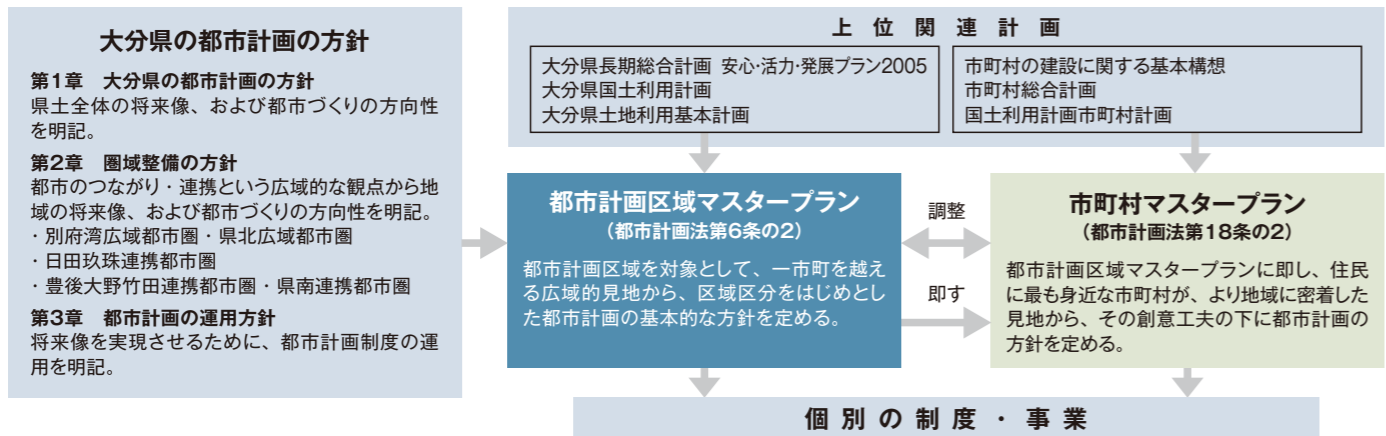 大分県の都市計画の方針
第1章　大分県の都市計画の方針
県土全体の将来像、および都市づくりの方向性
を明記。
第2章　圏域整備の方針
都市のつながり・連携という広域的な観点から地
域の将来像、および都市づくりの方向性を明記。
・別府湾広域都市圏・県北広域都市圏
・日田玖珠連携都市圏
・豊後大野竹田連携都市圏・県南連携都市圏
第3章　都市計画の運用方針
将来像を実現させるために、都市計画制度の運
用を明記。
上位関連計画
大分県長期総合計画 安心・活力・発展プラン2005
大分県国土利用計画
大分県土地利用基本計画
市町村の建設に関する基本構想
市町村総合計画
国土利用計画市町村計画
都市計画区域マスタープラン
（都市計画法第6条の2）
都市計画区域を対象として、一市町を越え
る広域的見地から、区域区分をはじめとし
た都市計画の基本的な方針を定める。
調整
即す
市町村マスタープラン
（都市計画法第18条の2）
都市計画区域マスタープランに即し、住民
に最も身近な市町村が、より地域に密着した
見地から、その創意工夫の下に都市計画の
方針を定める。
個別の制度・事業